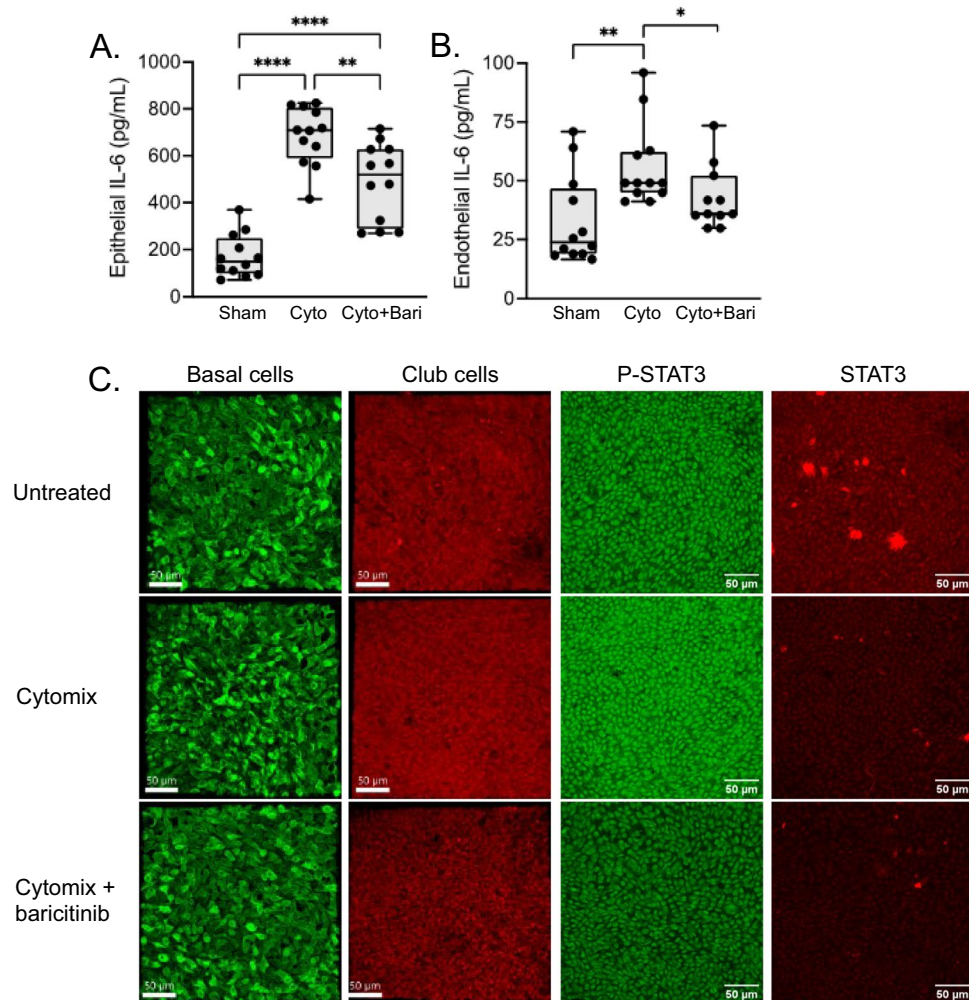 A.
****
****
**
Epithelial IL-6 (pg/mL)
1000
800
600
400
200
0
Sham
Cyto
Cyto+Bari
B.
**
*
Endothelial IL-6 (pg/mL)
100
75
50
25
0
Sham
Cyto
Cyto+Bari
C.
Basal cells
Club cells
P-STAT3
STAT3
Untreated
50 µm
50 µm
50 µm
50 µm
Cytomix
50 µm
50 µm
50 µm
50 µm
Cytomix +
baricitinib
50 µm
50 µm
50 µm
50 µm